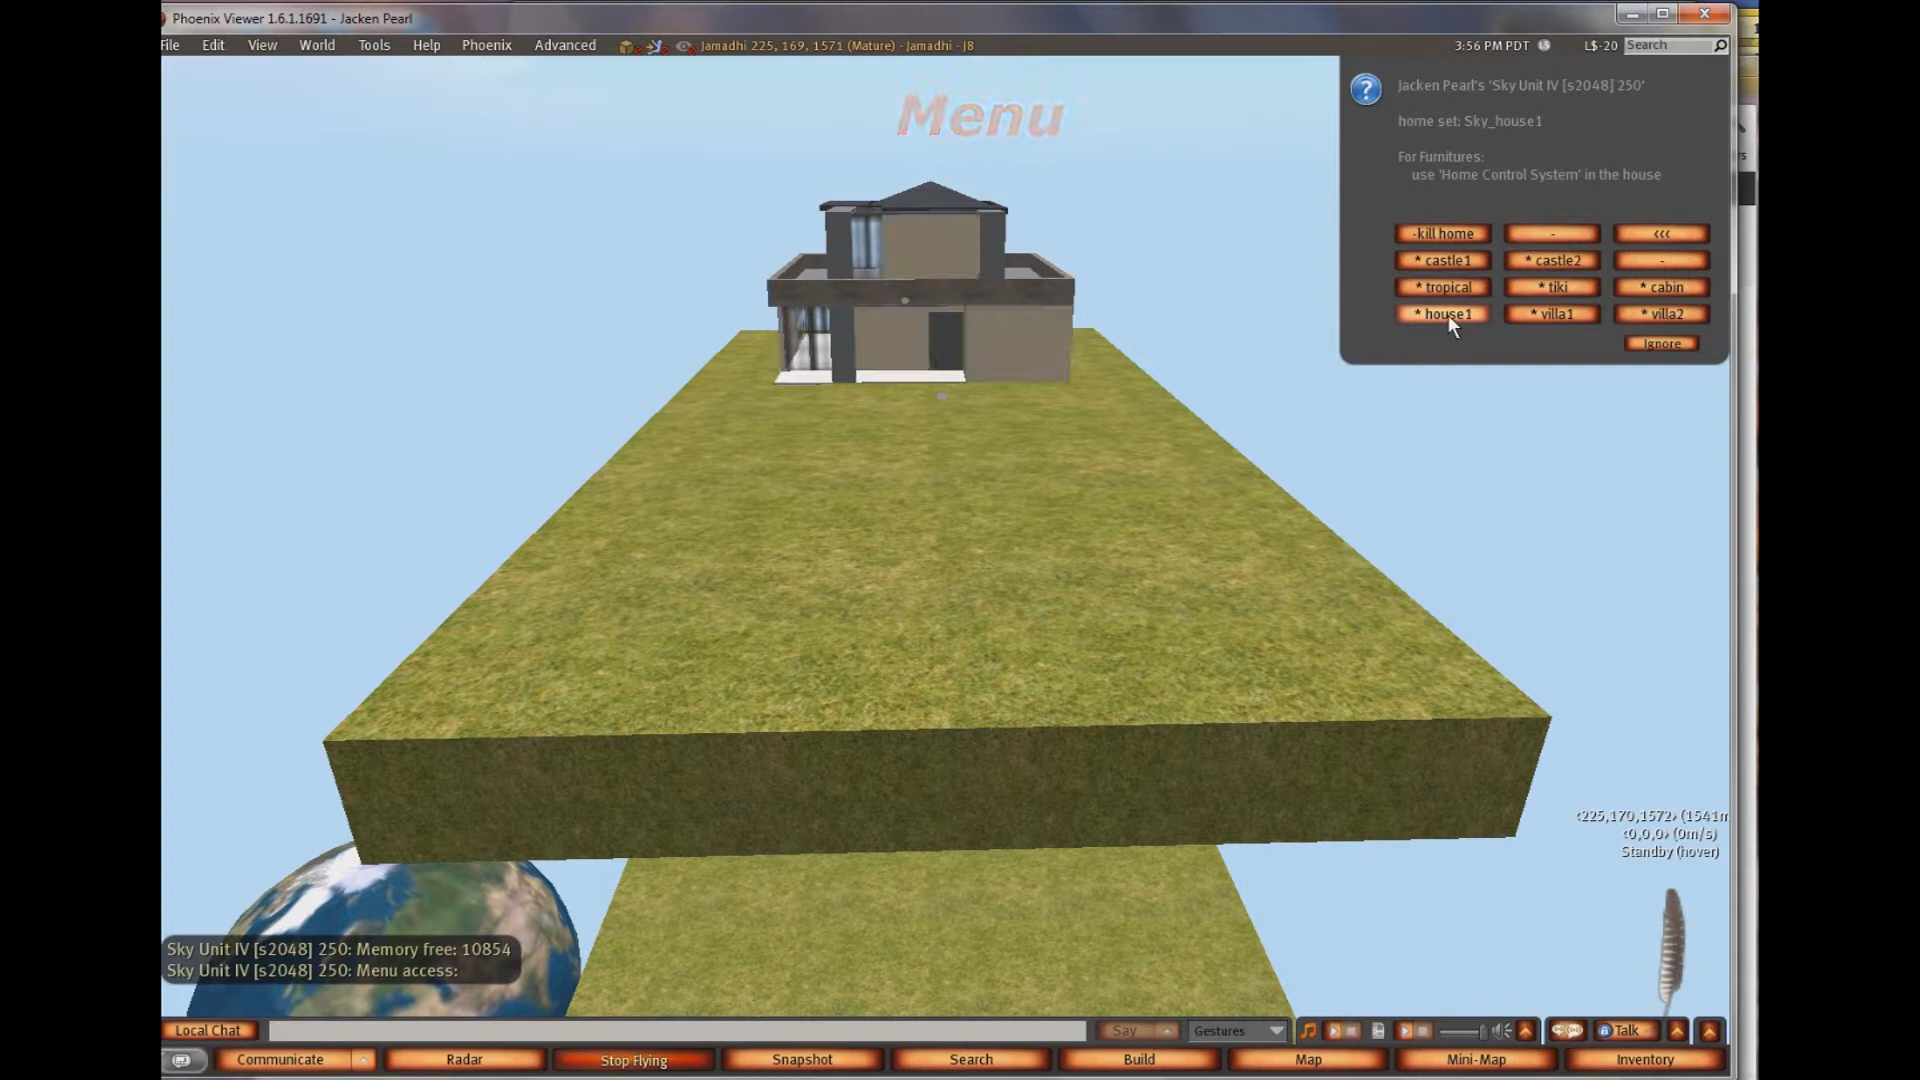 Phoenix Viewer 1.6.1.1691 - Jacken Pearl
File Edit View World Tools Help Phoenix Advanced Jamadhi 225, 169, 1571 (Mature) - Jamadhi - J8 3:56 PM PDT L$-20 Search
Menu
Jacken Pearl's 'Sky Unit IV [s2048] 250'
home set: Sky_house1
For Furnitures:
use 'Home Control System' in the house
-kill home - <<<
* castle1 * castle2 -
* tropical * tiki * cabin
* house1 * villa1 * villa2
Ignore
<225,170,1572> (1541m
<0,0,0> (0m/s)
Standby (hover)
Sky Unit IV [s2048] 250: Memory free: 10854
Sky Unit IV [s2048] 250: Menu access:
Local Chat Say Gestures Talk
Communicate Radar Stop Flying Snapshot Search Build Map Mini-Map Inventory